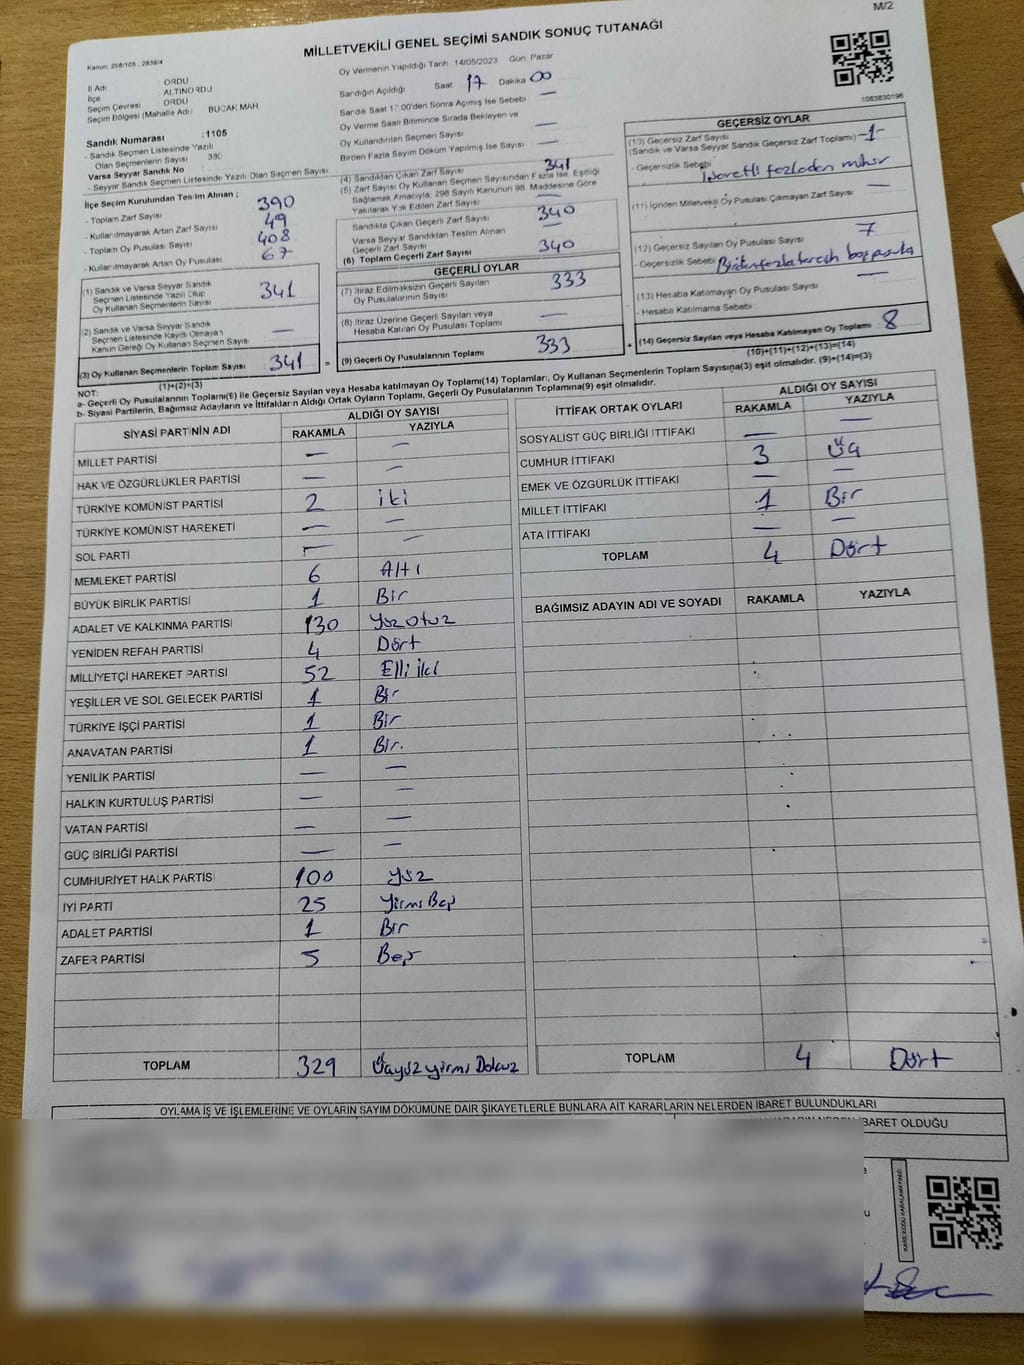 M/2
MİLLETVEKİLİ GENEL SEÇİMİ SANDIK SONUÇ TUTANAĞI
Kanun: 298/105 : 2839/4
İl Adı : ORDU
İlçe : ALTINORDU
Seçim Çevresi : ORDU
Seçim Bölgesi (Mahalle Adı) : BUCAK MAH.
Sandık Numarası : 1105
- Sandık Seçmen Listesinde Yazılı
Olan Seçmenlerin Sayısı : 390
Varsa Seyyar Sandık No :
- Seyyar Sandık Seçmen Listesinde Yazılı Olan Seçmen Sayısı
İlçe Seçim Kurulundan Teslim Alınan ;
- Toplam Zarf Sayısı 390
- Kullanılmayarak Artan Zarf Sayısı 49
- Toplam Oy Pusulası Sayısı 408
- Kullanılmayarak Artan Oy Pusulası 67
(1) Sandık ve Varsa Seyyar Sandık
Seçmen Listesinde Yazılı Olup
Oy Kullanan Seçmenlerin Sayısı 341
(2) Sandık ve Varsa Seyyar Sandık
Seçmen Listesinde Kayıtlı Olmayan
Kanun Gereği Oy Kullanan Seçmen Sayısı —
(3) Oy Kullanan Seçmenlerin Toplam Sayısı 341 =
(1)+(2)=(3)
Oy Vermenin Yapıldığı Tarih : 14/05/2023 Gün: Pazar
Sandığın Açıldığı Saat 17 Dakika 00
Sandık Saat 17:00'den Sonra Açılmış İse Sebebi —
Oy Verme Saati Bitiminde Sırada Bekleyen ve
Oy Kullandırılan Seçmen Sayısı —
Birden Fazla Sayım Döküm Yapılmış İse Sayısı —
(4) Sandıktan Çıkan Zarf Sayısı 341
(5) Zarf Sayısı Oy Kullanan Seçmen Sayısından Fazla İse, Eşitliği
Sağlamak Amacıyla, 298 Sayılı Kanunun 98. Maddesine Göre
Yakılarak Yok Edilen Zarf Sayısı —
Sandıkta Çıkan Geçerli Zarf Sayısı 340
Varsa Seyyar Sandıktan Teslim Alınan
Geçerli Zarf Sayısı —
(6) Toplam Geçerli Zarf Sayısı 340
GEÇERLİ OYLAR
(7) İtiraz Edilmeksizin Geçerli Sayılan
Oy Pusulalarının Sayısı 333
(8) İtiraz Üzerine Geçerli Sayılan veya
Hesaba Katılan Oy Pusulası Toplamı —
(9) Geçerli Oy Pusulalarının Toplamı 333 +
1083830196
GEÇERSİZ OYLAR
(10) Geçersiz Zarf Sayısı
(Sandık ve Varsa Seyyar Sandık Geçersiz Zarf Toplamı) -1-
- Geçersizlik Sebebi
(11) İçinden Milletvekili Oy Pusulası Çıkmayan Zarf Sayısı —
(12) Geçersiz Sayılan Oy Pusulası Sayısı 7
- Geçersizlik Sebebi
(13) Hesaba Katılmayan Oy Pusulası Sayısı —
- Hesaba Katılmama Sebebi
(14) Geçersiz Sayılan veya Hesaba Katılmayan Oy Toplamı 8
(10)+(11)+(12)+(13)=(14)
NOT:
a- Geçerli Oy Pusulalarının Toplamı(9) ile Geçersiz Sayılan veya Hesaba katılmayan Oy Toplamı(14) Toplamları, Oy Kullanan Seçmenlerin Toplam Sayısına(3) eşit olmalıdır. (9)+(14)=(3)
b- Siyasi Partilerin, Bağımsız Adayların ve İttifakların Aldığı Ortak Oyların Toplamı, Geçerli Oy Pusulalarının Toplamına(9) eşit olmalıdır.
SİYASİ PARTİNİN ADI ALDIĞI OY SAYISI
RAKAMLA YAZIYLA
MİLLET PARTİSİ — —
HAK VE ÖZGÜRLÜKLER PARTİSİ — —
TÜRKİYE KOMÜNİST PARTİSİ 2 iki
TÜRKİYE KOMÜNİST HAREKETİ — —
SOL PARTİ — —
MEMLEKET PARTİSİ 6 Altı
BÜYÜK BİRLİK PARTİSİ 1 Bir
ADALET VE KALKINMA PARTİSİ 130 Yüz otuz
YENİDEN REFAH PARTİSİ 4 Dört
MİLLİYETÇİ HAREKET PARTİSİ 52 Elli iki
YEŞİLLER VE SOL GELECEK PARTİSİ 1 Bir
TÜRKİYE İŞÇİ PARTİSİ 1 Bir
ANAVATAN PARTİSİ 1 Bir.
YENİLİK PARTİSİ — —
HALKIN KURTULUŞ PARTİSİ — —
VATAN PARTİSİ — —
GÜÇ BİRLİĞİ PARTİSİ — —
CUMHURİYET HALK PARTİSİ 100 Yüz
İYİ PARTİ 25 Yirmi Beş
ADALET PARTİSİ 1 Bir
ZAFER PARTİSİ 5 Beş
TOPLAM 329 Üçyüz yirmi Dokuz
İTTİFAK ORTAK OYLARI ALDIĞI OY SAYISI
RAKAMLA YAZIYLA
SOSYALİST GÜÇ BİRLİĞİ İTTİFAKI — —
CUMHUR İTTİFAKI 3 Üç
EMEK VE ÖZGÜRLÜK İTTİFAKI — —
MİLLET İTTİFAKI 1 Bir
ATA İTTİFAKI — —
TOPLAM 4 Dört
BAĞIMSIZ ADAYIN ADI VE SOYADI RAKAMLA YAZIYLA
TOPLAM 4 Dört
OYLAMA İŞ VE İŞLEMLERİNE VE OYLARIN SAYIM DÖKÜMÜNE DAİR ŞİKAYETLERLE BUNLARA AİT KARARLARIN NELERDEN İBARET BULUNDUKLARI
İBARET OLDUĞU
KARE KODU KARALAMAYINIZ